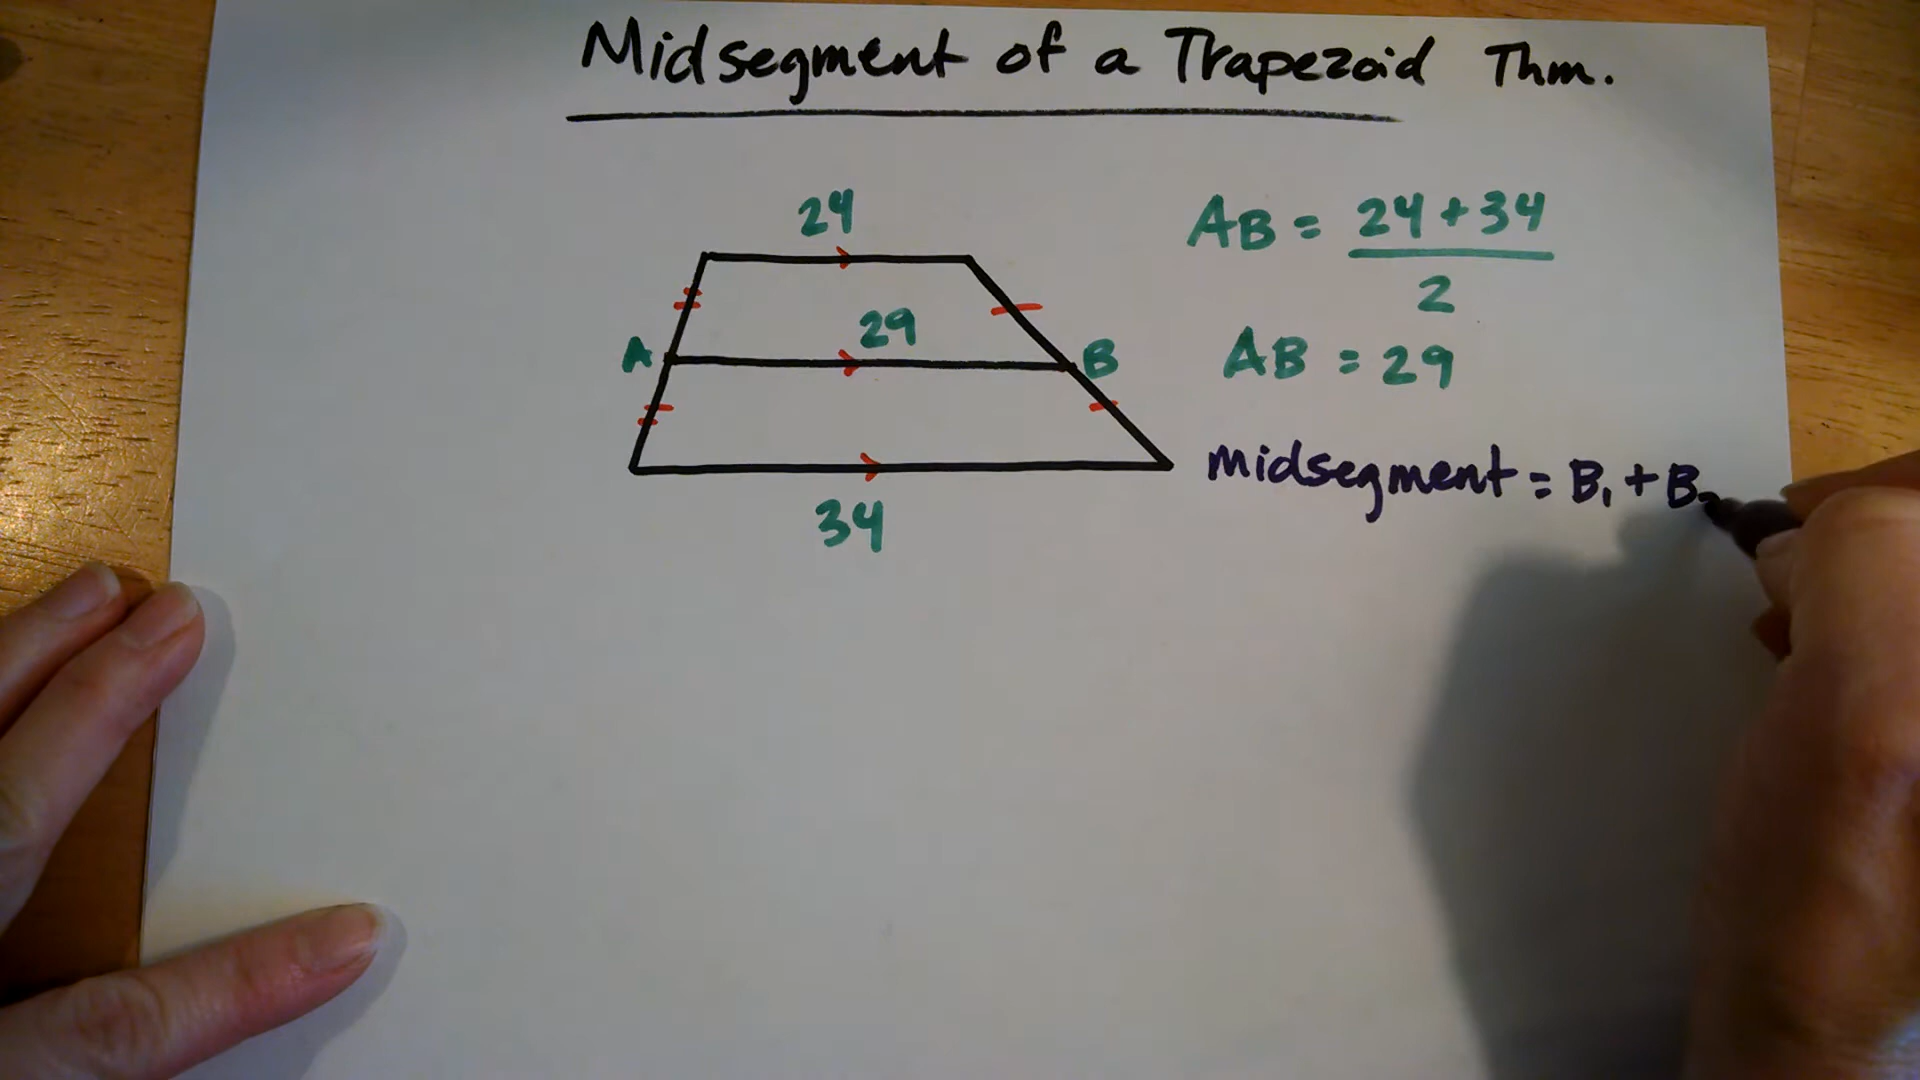 Midsegment of a Trapezoid Thm.
24
AB = 24 + 34
2
A
29
B
AB = 29
midsegment = B₁ + B₂
34